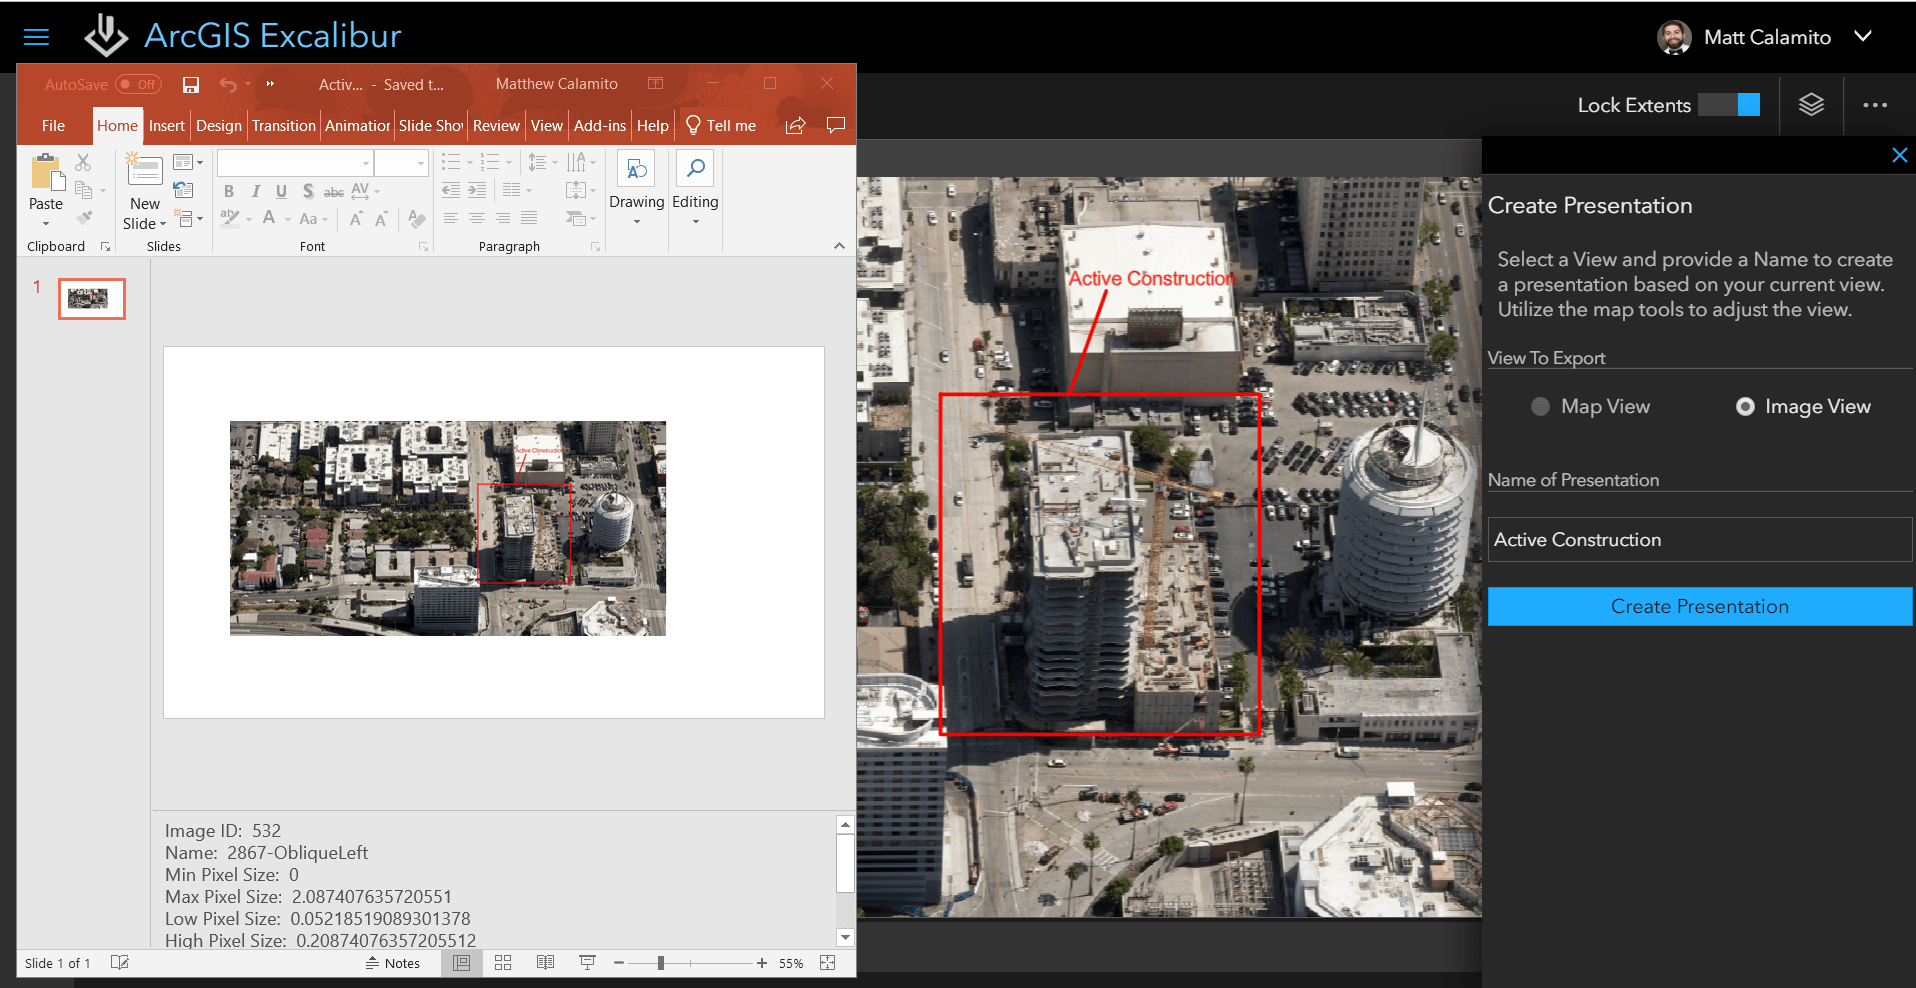 ArcGIS Excalibur
Matt Calamito
AutoSave Off
Activ... - Saved t...
Matthew Calamito
File Home Insert Design Transition Animation Slide Show Review View Add-ins Help Tell me
Lock Extents
Paste
New
Slide
B I U S abc AV
A Aa A A A
Drawing
Editing
Clipboard
Slides
Font
Paragraph
1
Active Construction
Image ID: 532
Name: 2867-ObliqueLeft
Min Pixel Size: 0
Max Pixel Size: 2.087407635720551
Low Pixel Size: 0.05218519089301378
High Pixel Size: 0.20874076357205512
Slide 1 of 1
Notes
55%
Active Construction
Create Presentation
Select a View and provide a Name to create
a presentation based on your current view.
Utilize the map tools to adjust the view.
View To Export
Map View
Image View
Name of Presentation
Active Construction
Create Presentation